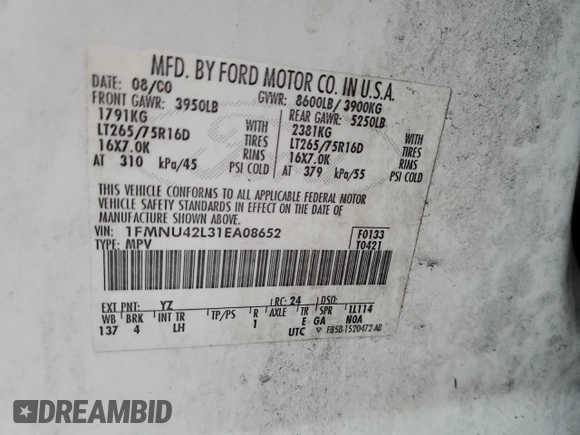 MFD. BY FORD MOTOR CO. IN U.S.A.
DATE: 08/00 GVWR: 8600LB/ 3900KG
FRONT GAWR: 3950LB REAR GAWR: 5250LB
1791KG WITH 2381KG WITH
LT265/75R16D TIRES LT265/75R16D TIRES
16X7.0K RIMS 16X7.0K RIMS
AT 310 kPa/45 PSI COLD AT 379 kPa/55 PSI COLD
THIS VEHICLE CONFORMS TO ALL APPLICABLE FEDERAL MOTOR
VEHICLE SAFETY STANDARDS IN EFFECT ON THE DATE OF
MANUFACTURE SHOWN ABOVE.
VIN: 1FMNU42L31EA08652 F0133
TYPE: MPV T0421
EXT PNT: YZ RC: 24 DSO:
WB BRK INT TR TP/PS R AXLE TR SPR 1L114
137 4 LH 1 E GA N0A
UTC F85B-1520472-AB
DREAMBID